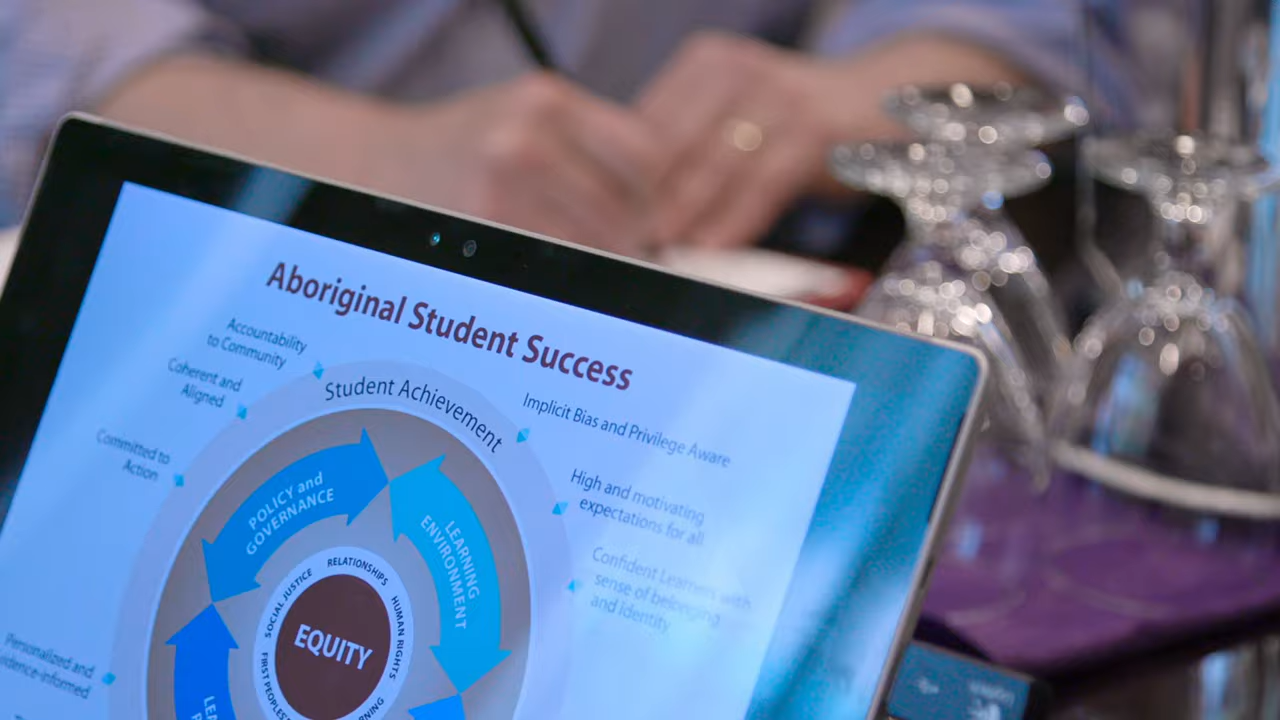 Aboriginal Student Success
Accountability
to Community
Coherent and
Aligned
Committed to
Action
Student Achievement
Implicit Bias and Privilege Aware
High and motivating
expectations for all
Confident Learners with
sense of belonging
and identity
POLICY and
GOVERNANCE
LEARNING
ENVIRONMENT
SOCIAL JUSTICE
RELATIONSHIPS
HUMAN RIGHTS
EQUITY
Personalized and